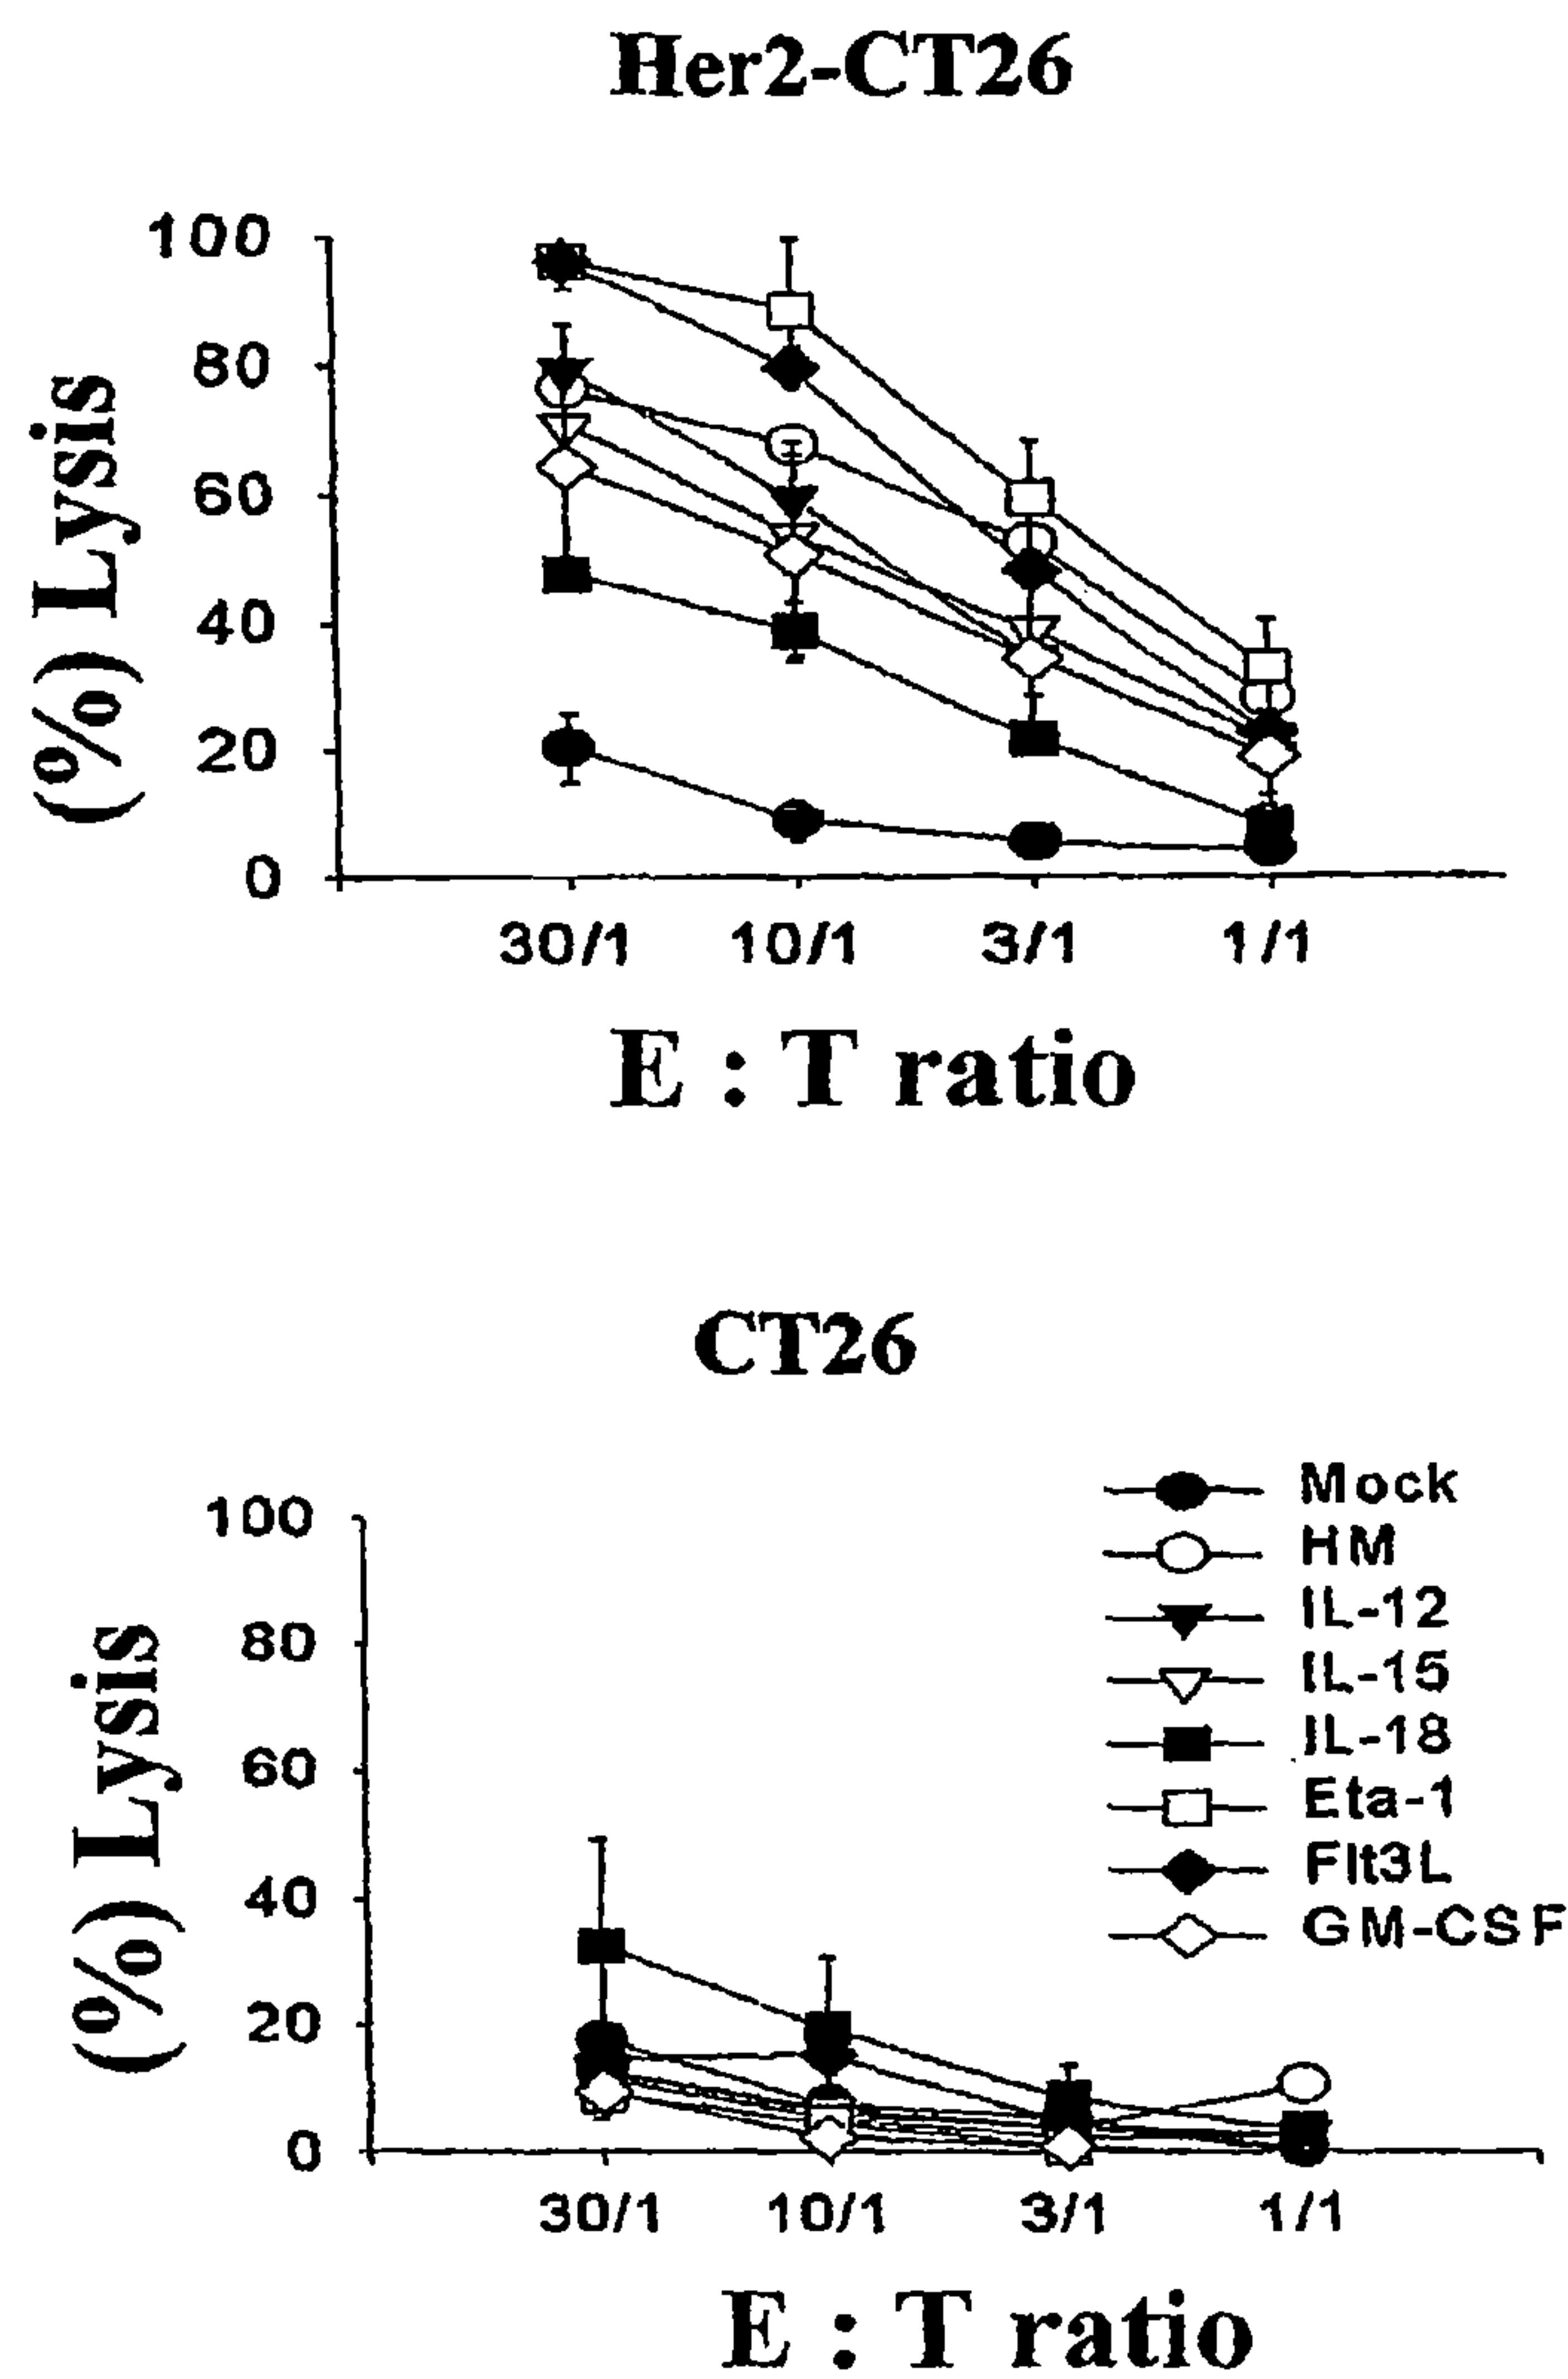 Her2-CT26
100
80
60
40
20
0
(%) Lysis
30/1 10/1 3/1 1/1
E : T ratio
CT26
100
80
60
40
20
0
(%) Lysis
Mock
HM
IL-12
IL-15
IL-18
Eta-1
Flt3L
GM-CSF
30/1 10/1 3/1 1/1
E : T ratio